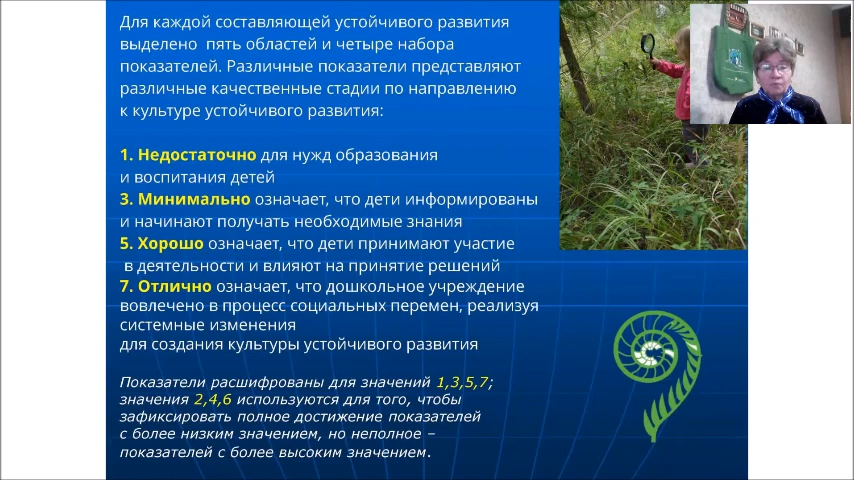 Для каждой составляющей устойчивого развития
выделено пять областей и четыре набора
показателей. Различные показатели представляют
различные качественные стадии по направлению
к культуре устойчивого развития:
1. Недостаточно для нужд образования
и воспитания детей
3. Минимально означает, что дети информированы
и начинают получать необходимые знания
5. Хорошо означает, что дети принимают участие
в деятельности и влияют на принятие решений
7. Отлично означает, что дошкольное учреждение
вовлечено в процесс социальных перемен, реализуя
системные изменения
для создания культуры устойчивого развития
Показатели расшифрованы для значений 1,3,5,7;
значения 2,4,6 используются для того, чтобы
зафиксировать полное достижение показателей
с более низким значением, но неполное –
показателей с более высоким значением.